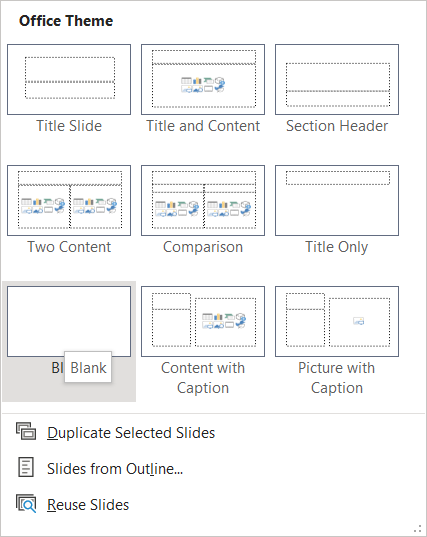 Office Theme
Title Slide
Title and Content
Section Header
Two Content
Comparison
Title Only
Bl
Blank
Content with
Caption
Picture with
Caption
Duplicate Selected Slides
Slides from Outline...
Reuse Slides